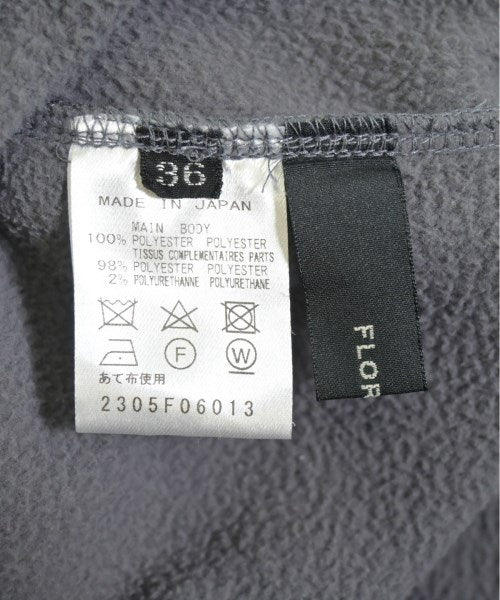 36
MADE IN JAPAN
MAIN BODY
100% POLYESTER POLYESTER
TISSUS COMPLEMENTAIRES PARTS
98% POLYESTER POLYESTER
2% POLYURETHANNE POLYURETHANE
F
W
あて布使用
2305F06013
FLOR